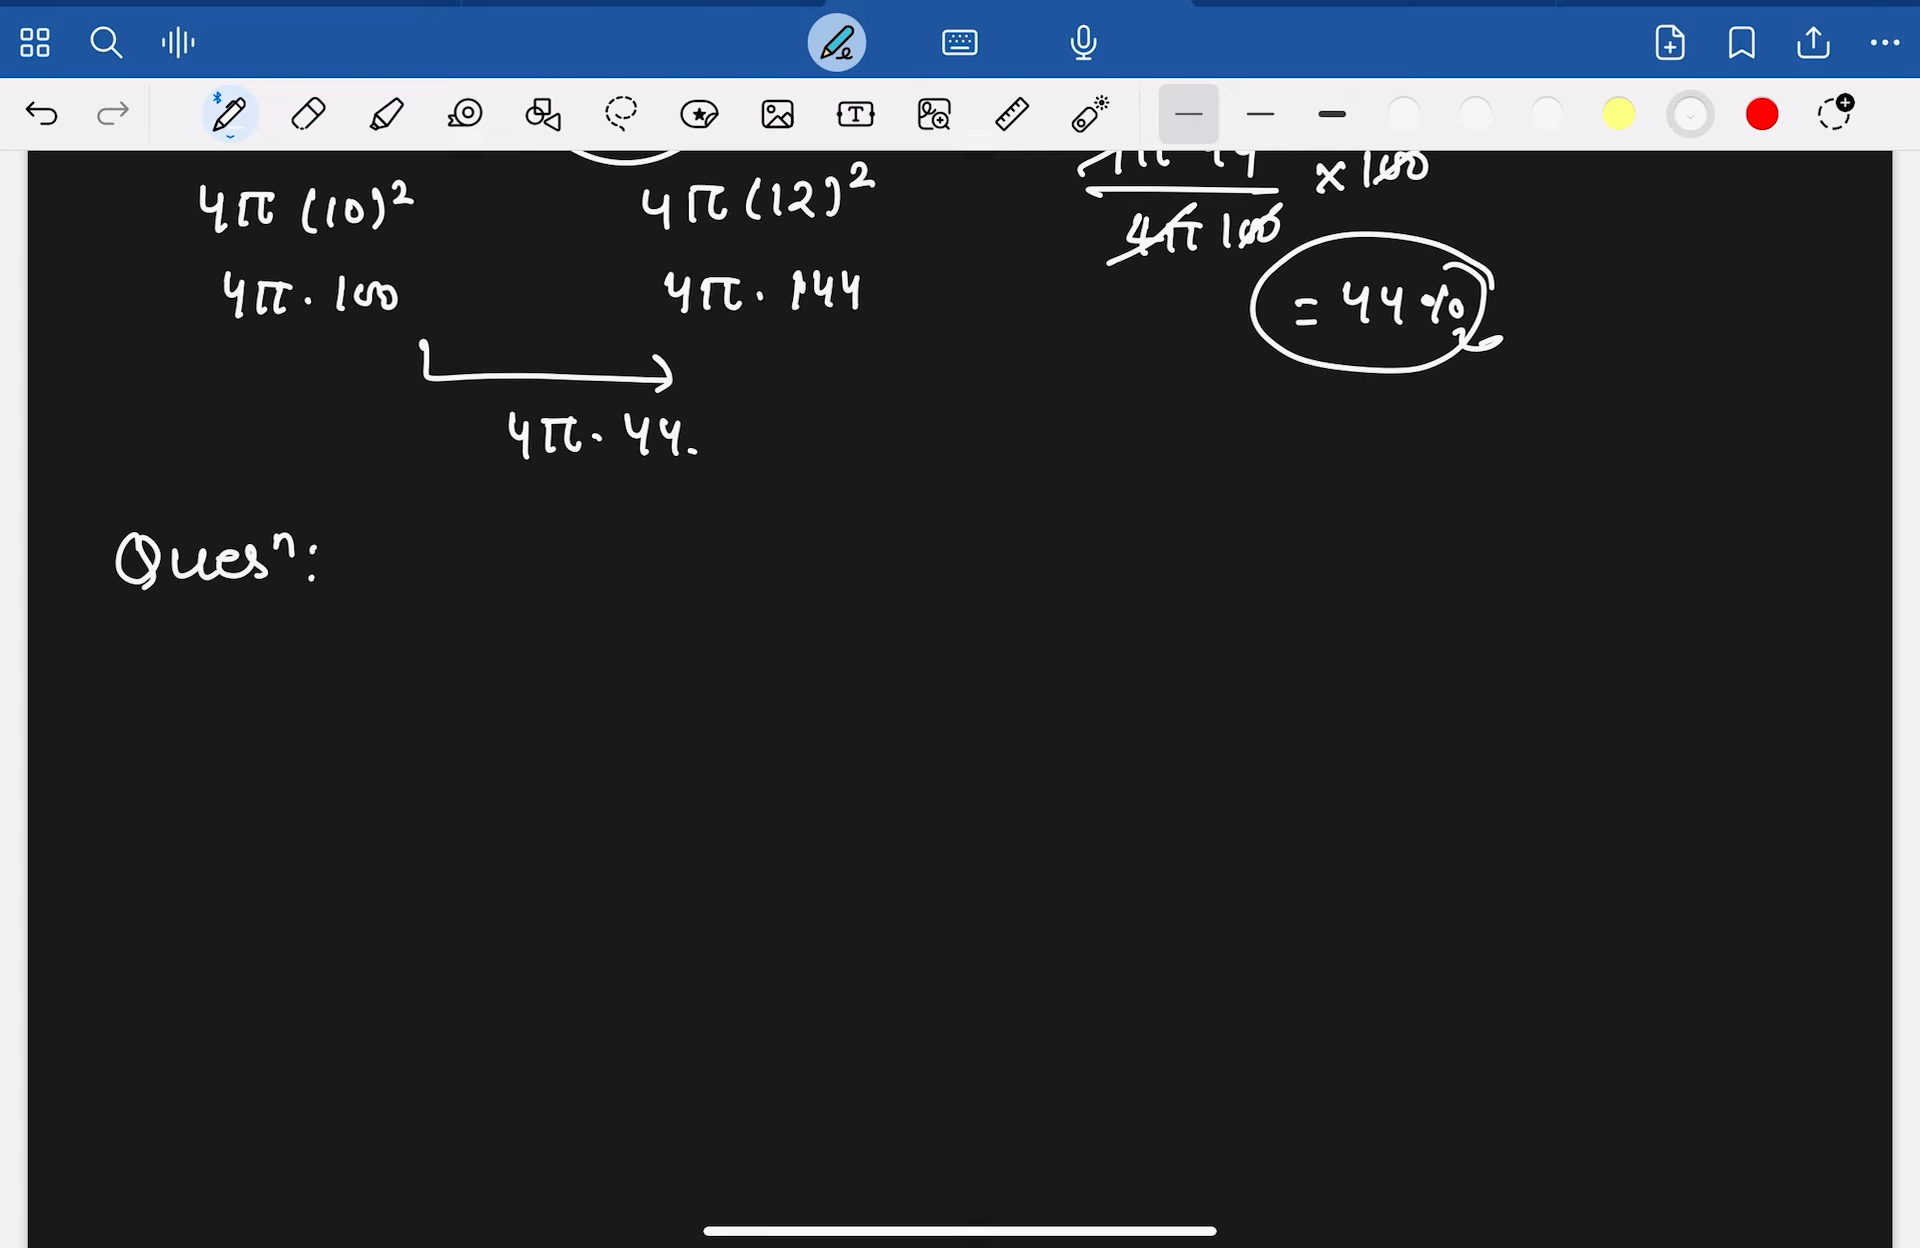 4π (10)²
4π (12)²
× 100
4π 100
4π · 100
4π · 144
= 44%
4π · 44.
Quesⁿ: